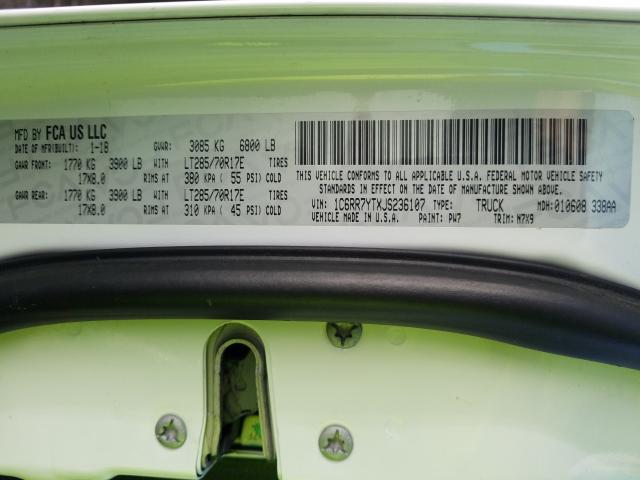 MFD BY FCA US LLC
DATE OF MFR(BUILT): 1-18 GVWR: 3085 KG 6800 LB
GAWR FRONT: 1770 KG 3900 LB WITH LT285/70R17E TIRES
17X8.0 RIMS AT 380 KPA ( 55 PSI) COLD
GAWR REAR: 1770 KG 3900 LB WITH LT285/70R17E TIRES
17X8.0 RIMS AT 310 KPA ( 45 PSI) COLD
THIS VEHICLE CONFORMS TO ALL APPLICABLE U.S.A. FEDERAL MOTOR VEHICLE SAFETY
STANDARDS IN EFFECT ON THE DATE OF MANUFACTURE SHOWN ABOVE.
VIN: 1C6RR7YTXJS236107 TYPE: TRUCK MDH: 010608 338AA
VEHICLE MADE IN U.S.A. PAINT: PW7 TRIM: M7X9